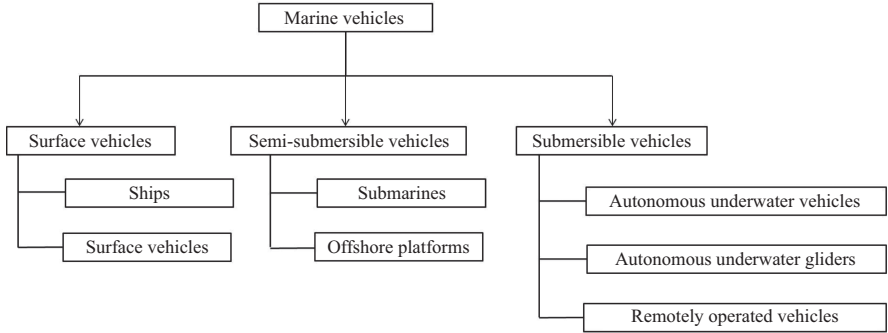 Marine vehicles
Surface vehicles
Semi-submersible vehicles
Submersible vehicles
Ships
Surface vehicles
Submarines
Offshore platforms
Autonomous underwater vehicles
Autonomous underwater gliders
Remotely operated vehicles